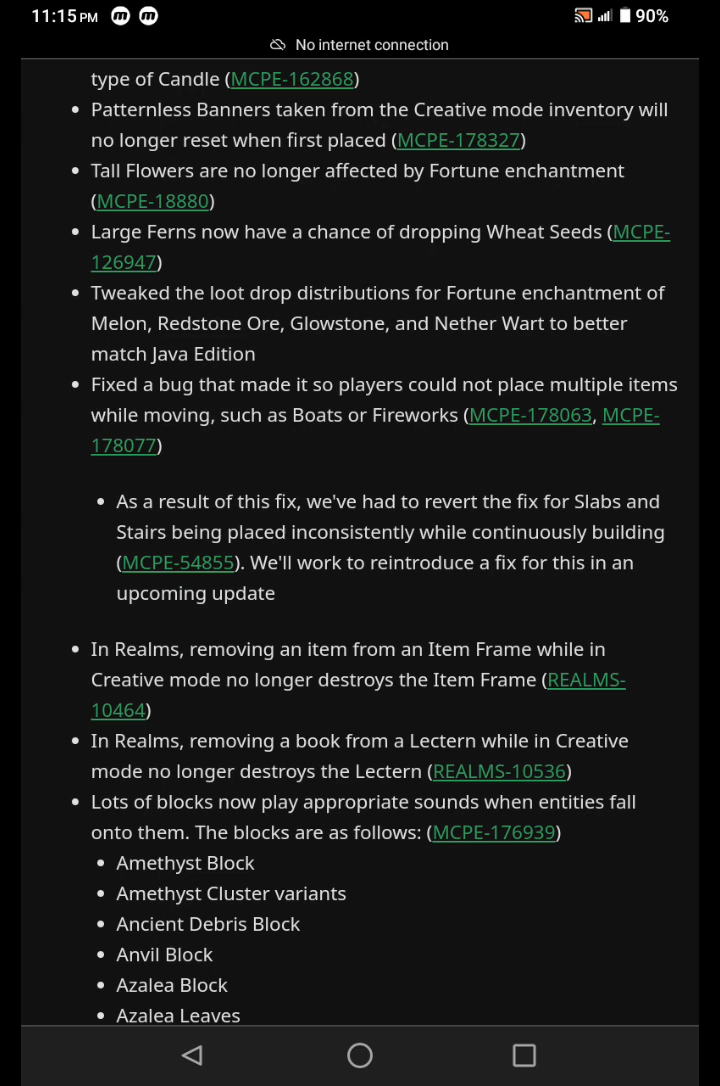 11:15 PM
90%
No internet connection
type of Candle (MCPE-162868)
• Patternless Banners taken from the Creative mode inventory will
no longer reset when first placed (MCPE-178327)
• Tall Flowers are no longer affected by Fortune enchantment
(MCPE-18880)
• Large Ferns now have a chance of dropping Wheat Seeds (MCPE-
126947)
• Tweaked the loot drop distributions for Fortune enchantment of
Melon, Redstone Ore, Glowstone, and Nether Wart to better
match Java Edition
• Fixed a bug that made it so players could not place multiple items
while moving, such as Boats or Fireworks (MCPE-178063, MCPE-
178077)
• As a result of this fix, we've had to revert the fix for Slabs and
Stairs being placed inconsistently while continuously building
(MCPE-54855). We'll work to reintroduce a fix for this in an
upcoming update
• In Realms, removing an item from an Item Frame while in
Creative mode no longer destroys the Item Frame (REALMS-
10464)
• In Realms, removing a book from a Lectern while in Creative
mode no longer destroys the Lectern (REALMS-10536)
• Lots of blocks now play appropriate sounds when entities fall
onto them. The blocks are as follows: (MCPE-176939)
• Amethyst Block
• Amethyst Cluster variants
• Ancient Debris Block
• Anvil Block
• Azalea Block
• Azalea Leaves